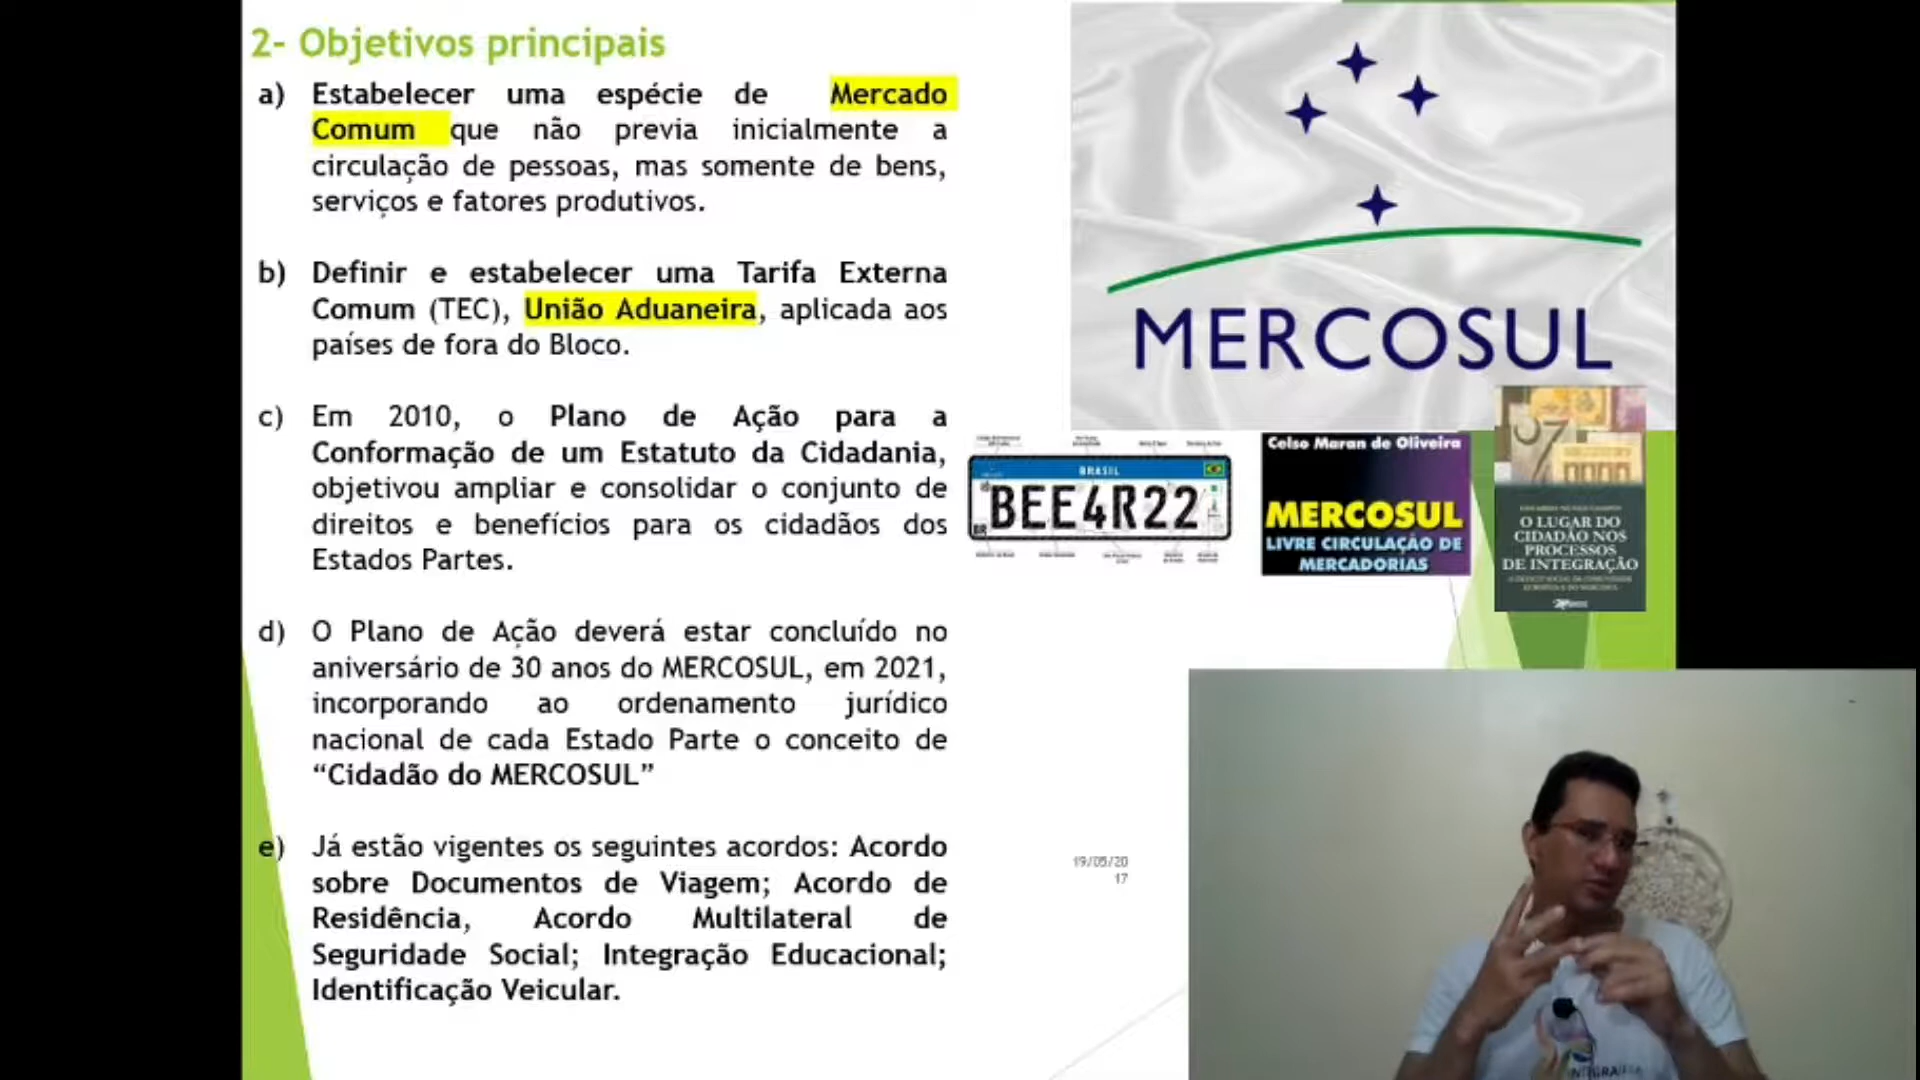 2- Objetivos principais
a) Estabelecer uma espécie de Mercado
Comum que não previa inicialmente a
circulação de pessoas, mas somente de bens,
serviços e fatores produtivos.
b) Definir e estabelecer uma Tarifa Externa
Comum (TEC), União Aduaneira, aplicada aos
países de fora do Bloco.
c) Em 2010, o Plano de Ação para a
Conformação de um Estatuto da Cidadania,
objetivou ampliar e consolidar o conjunto de
direitos e benefícios para os cidadãos dos
Estados Partes.
d) O Plano de Ação deverá estar concluído no
aniversário de 30 anos do MERCOSUL, em 2021,
incorporando ao ordenamento jurídico
nacional de cada Estado Parte o conceito de
“Cidadão do MERCOSUL”
e) Já estão vigentes os seguintes acordos: Acordo
sobre Documentos de Viagem; Acordo de
Residência, Acordo Multilateral de
Seguridade Social; Integração Educacional;
Identificação Veicular.
MERCOSUL
BRASIL
BEE4R22
BR
Celso Maran de Oliveira
MERCOSUL
LIVRE CIRCULAÇÃO DE
MERCADORIAS
O LUGAR DO
CIDADÃO NOS
PROCESSOS
DE INTEGRAÇÃO
19/05/20
17